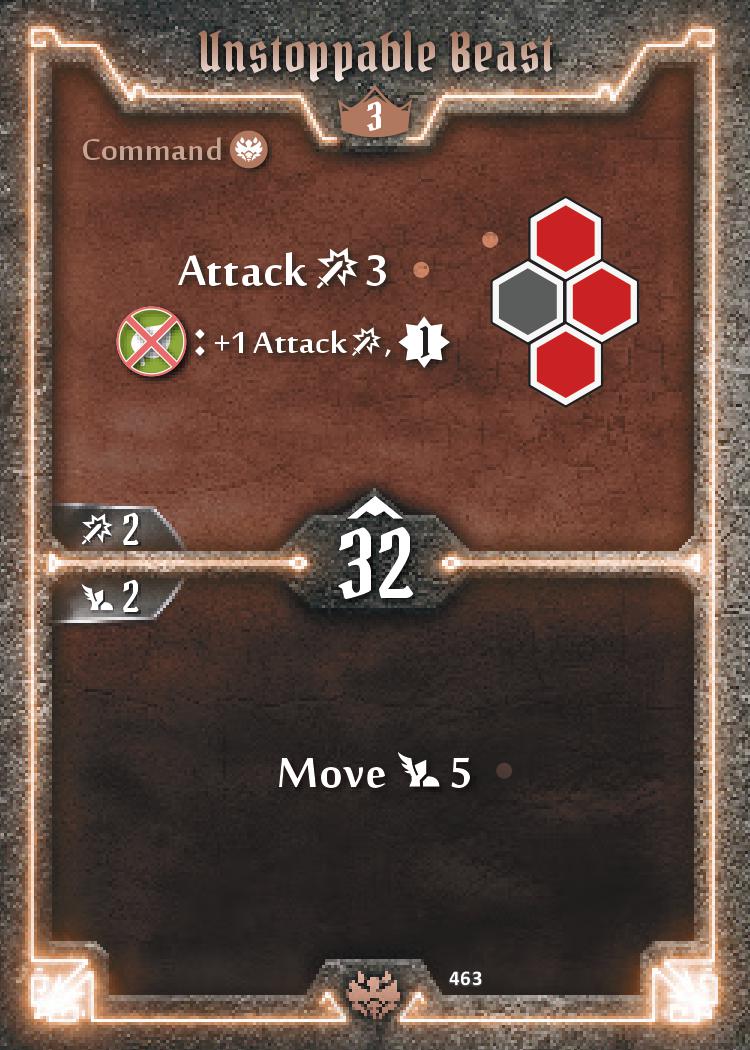 Unstoppable Beast
3
Command
Attack 3
: +1 Attack , 1
2
32
2
Move 5
463